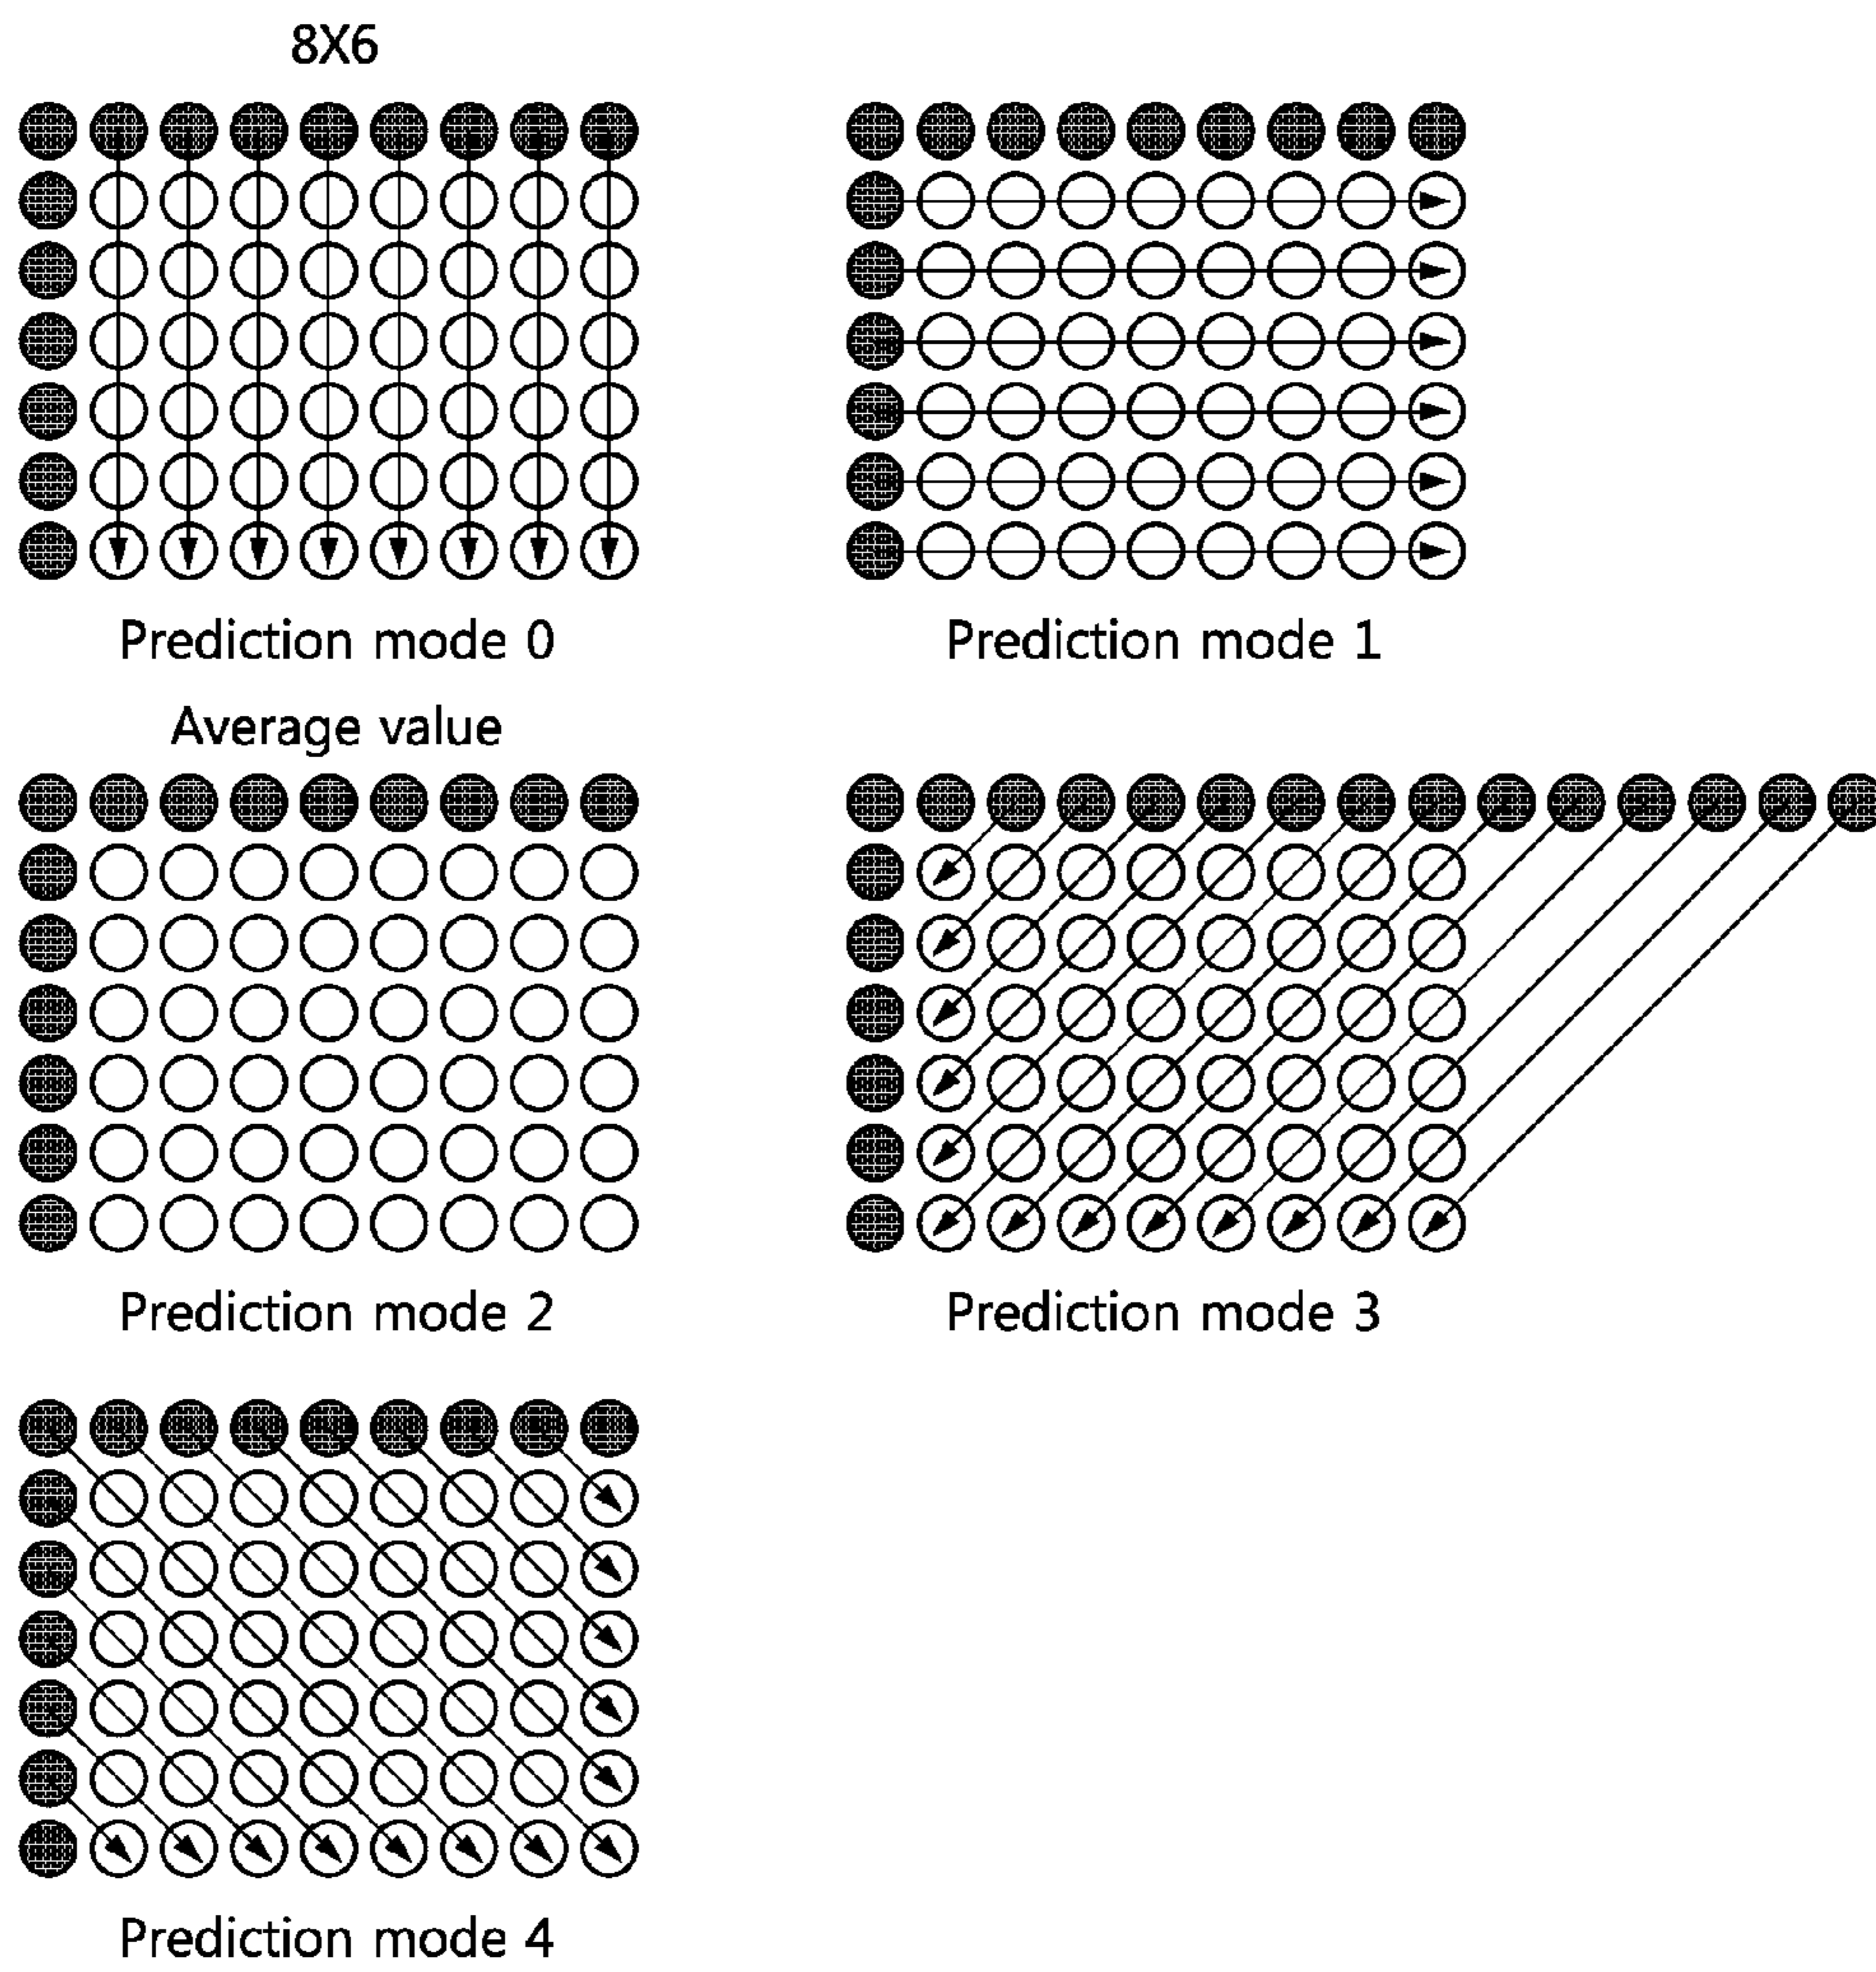 8X6
Prediction mode 0
Prediction mode 1
Average value
Prediction mode 2
Prediction mode 3
Prediction mode 4